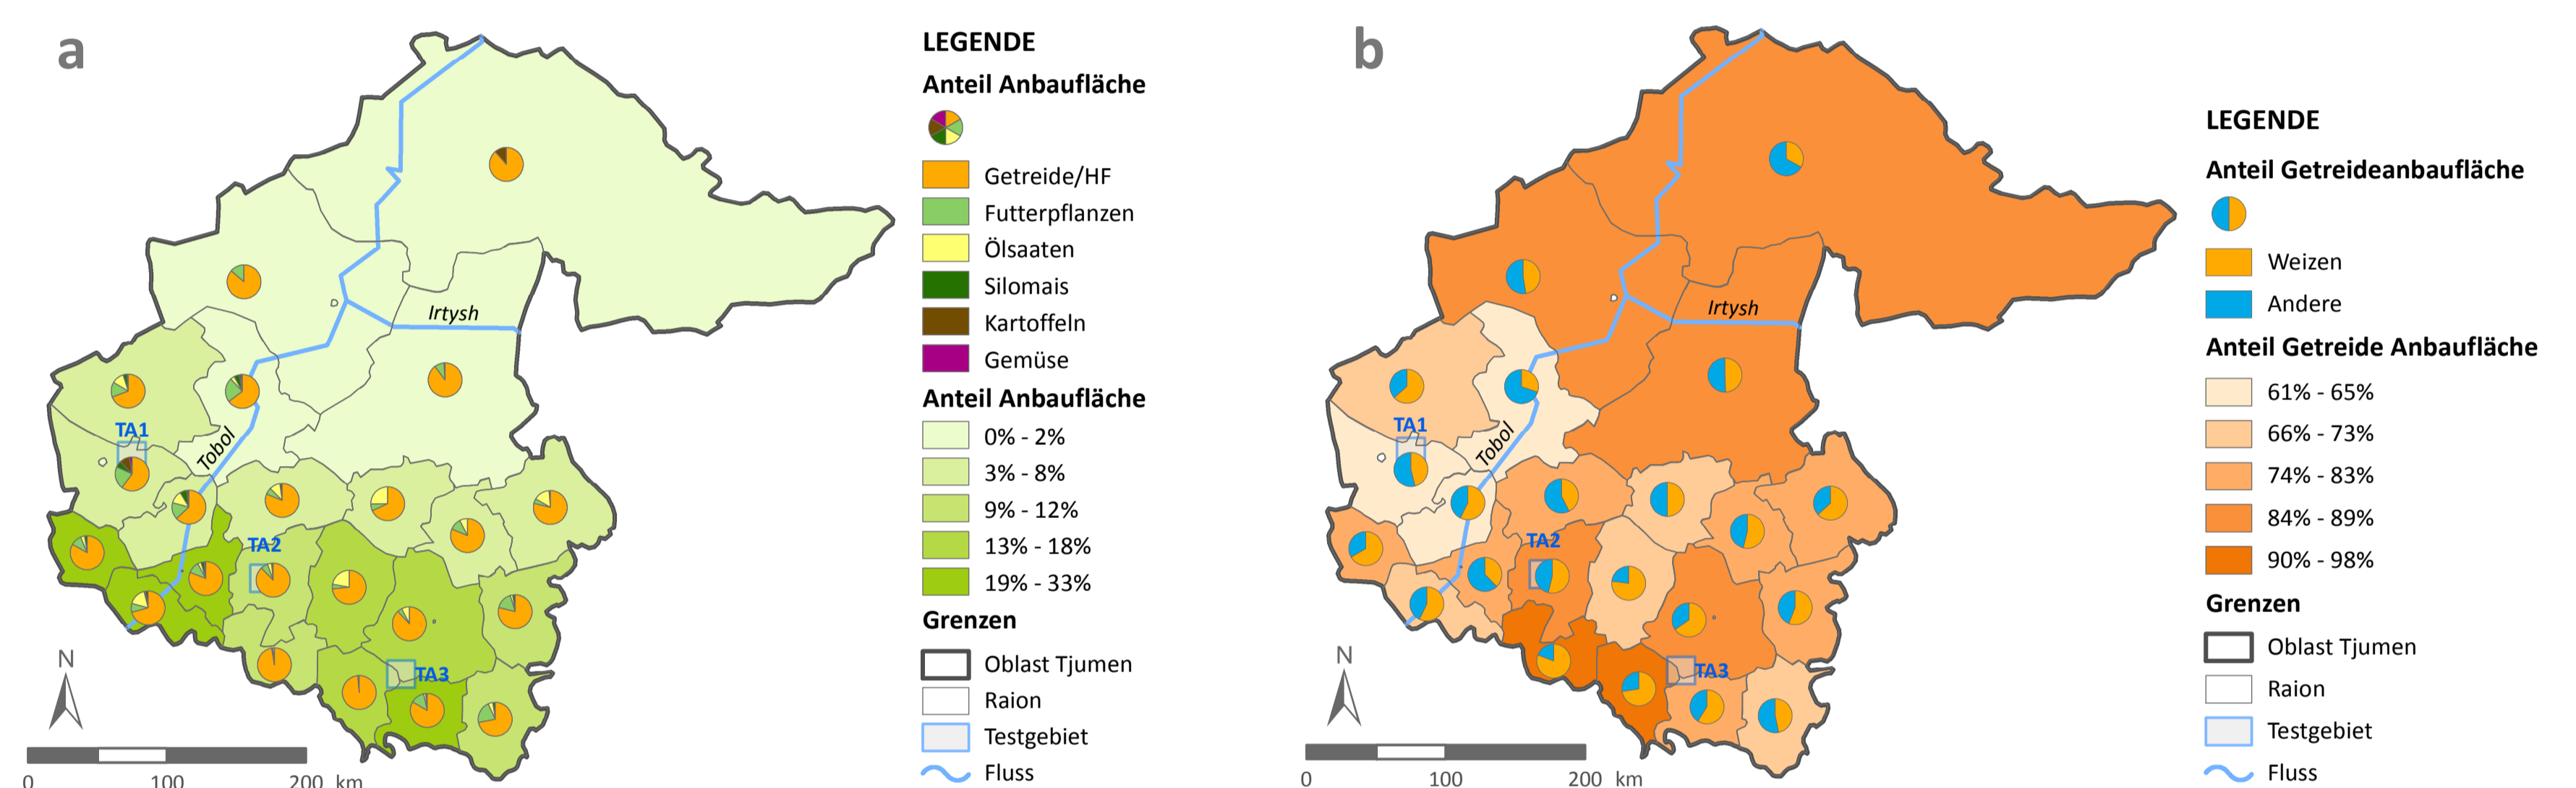 a
LEGENDE
Anteil Anbaufläche
Getreide/HF
Futterpflanzen
Ölsaaten
Silomais
Kartoffeln
Gemüse
Anteil Anbaufläche
0% - 2%
3% - 8%
9% - 12%
13% - 18%
19% - 33%
Grenzen
Oblast Tjumen
Raion
Testgebiet
Fluss
Irtysh
TA1
Tobol
TA2
TA3
N
0 100 200 km
b
LEGENDE
Anteil Getreideanbaufläche
Weizen
Andere
Anteil Getreide Anbaufläche
61% - 65%
66% - 73%
74% - 83%
84% - 89%
90% - 98%
Grenzen
Oblast Tjumen
Raion
Testgebiet
Fluss
Irtysh
TA1
Tobol
TA2
TA3
N
0 100 200 km